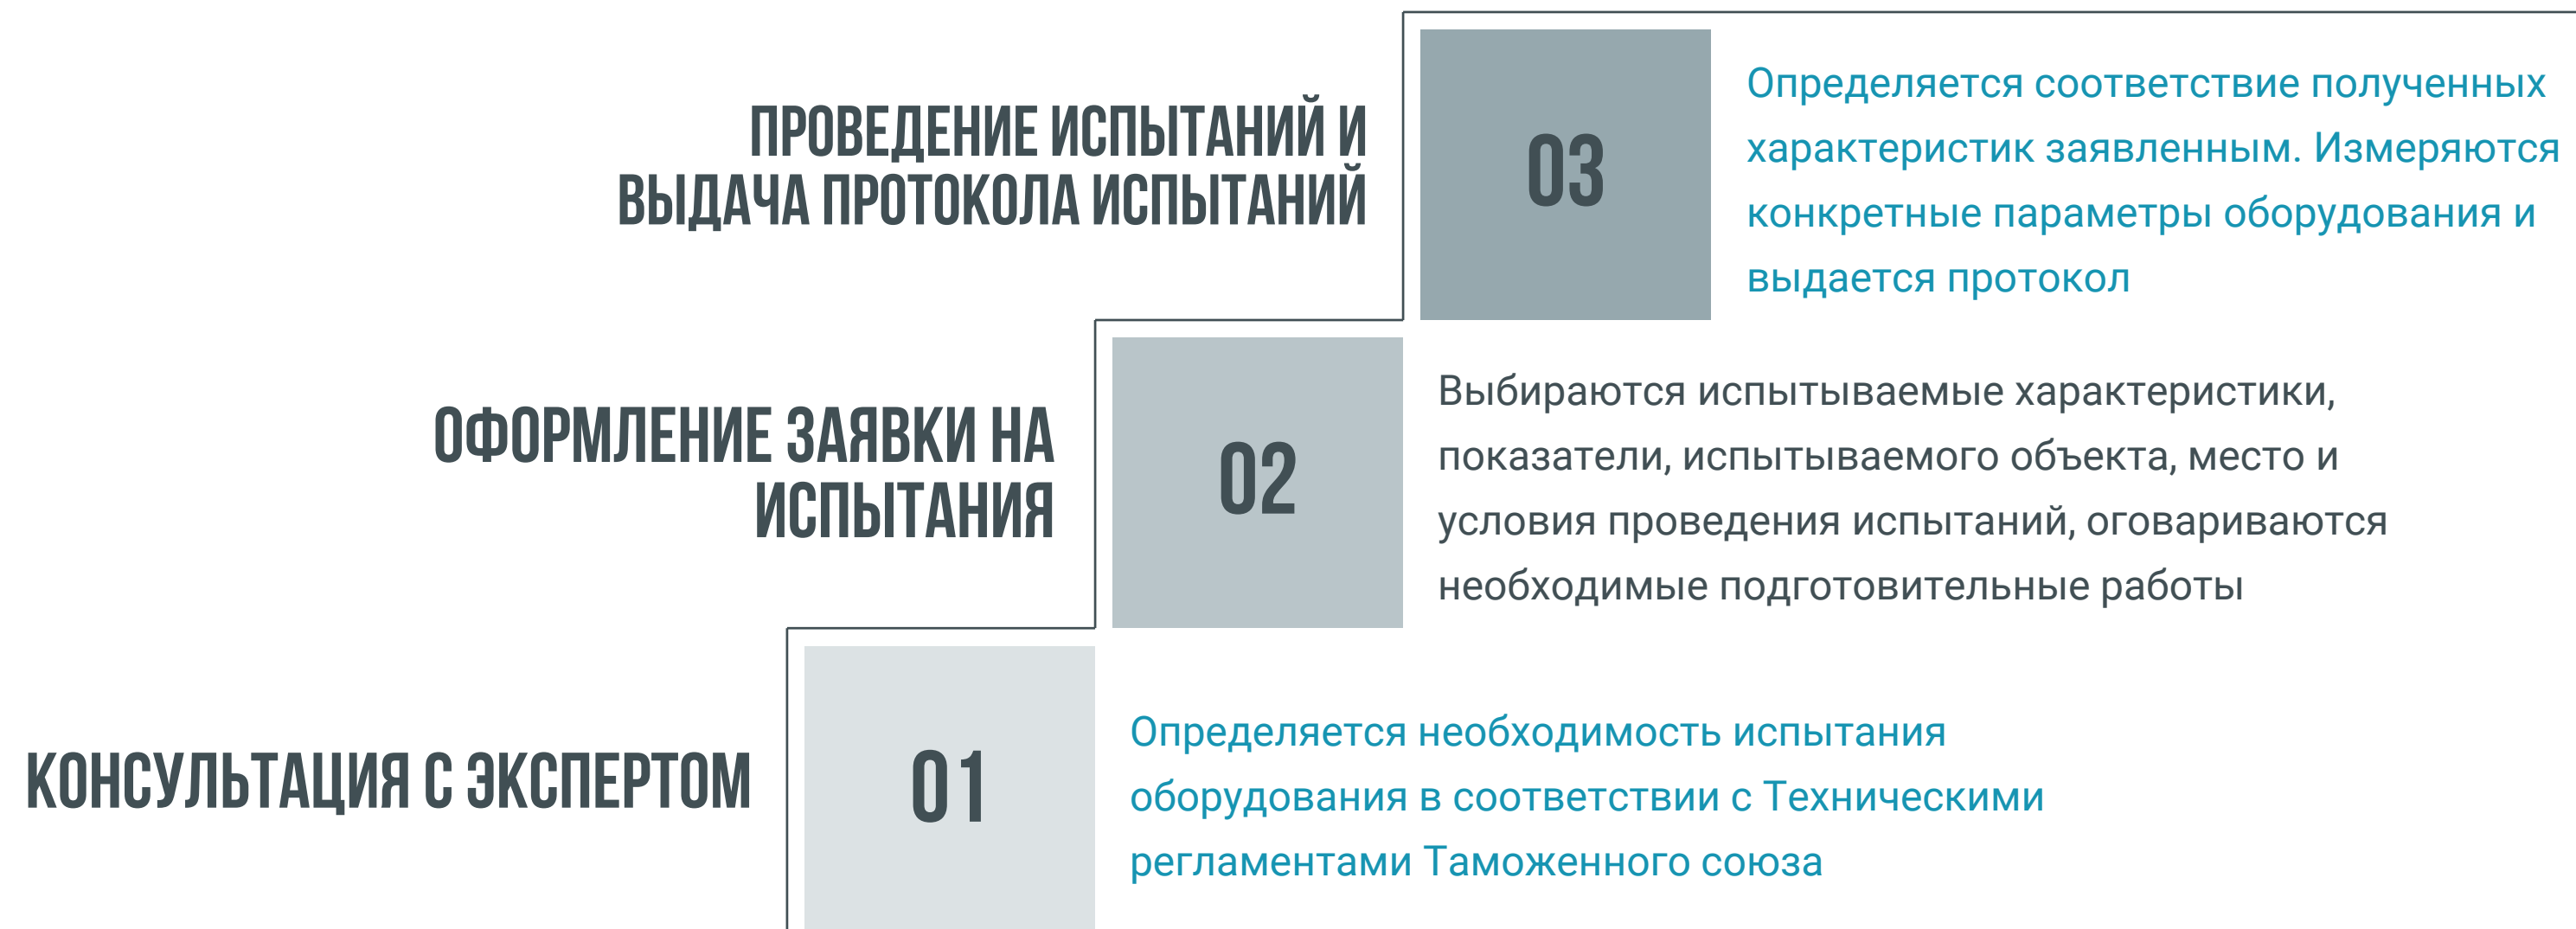 ПРОВЕДЕНИЕ ИСПЫТАНИЙ И
ВЫДАЧА ПРОТОКОЛА ИСПЫТАНИЙ
03
Определяется соответствие полученных
характеристик заявленным. Измеряются
конкретные параметры оборудования и
выдается протокол
ОФОРМЛЕНИЕ ЗАЯВКИ НА
ИСПЫТАНИЯ
02
Выбираются испытываемые характеристики,
показатели, испытываемого объекта, место и
условия проведения испытаний, оговариваются
необходимые подготовительные работы
КОНСУЛЬТАЦИЯ С ЭКСПЕРТОМ
01
Определяется необходимость испытания
оборудования в соответствии с Техническими
регламентами Таможенного союза